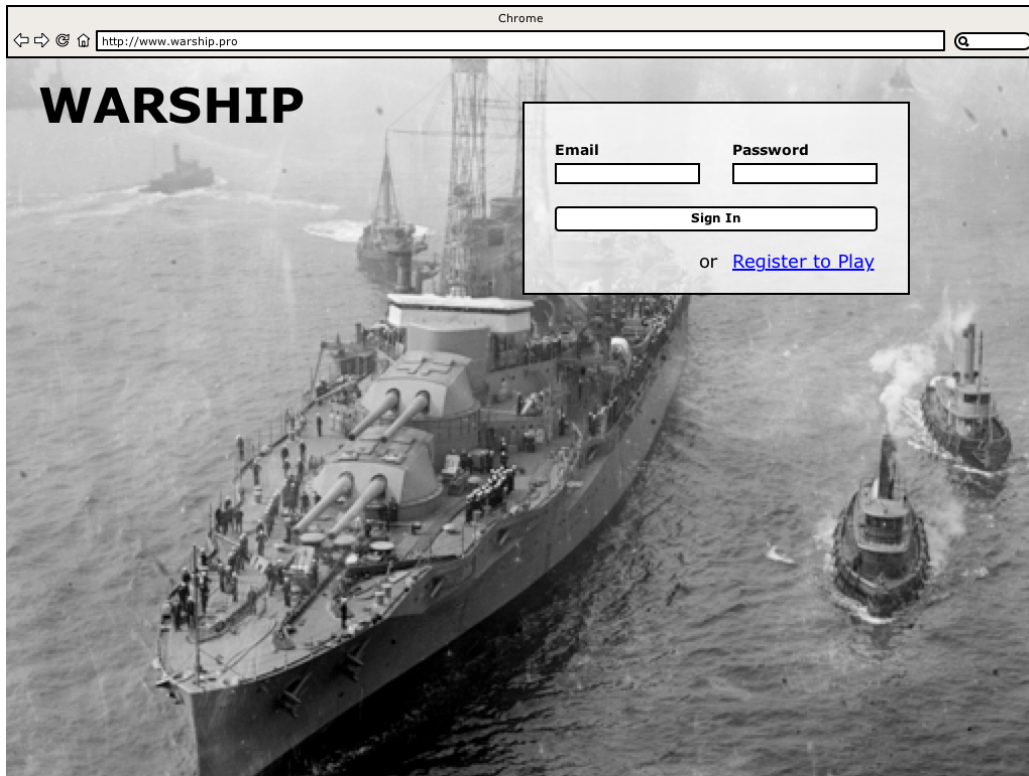 Chrome
http://www.warship.pro
WARSHIP
Email Password
Sign In
or Register to Play